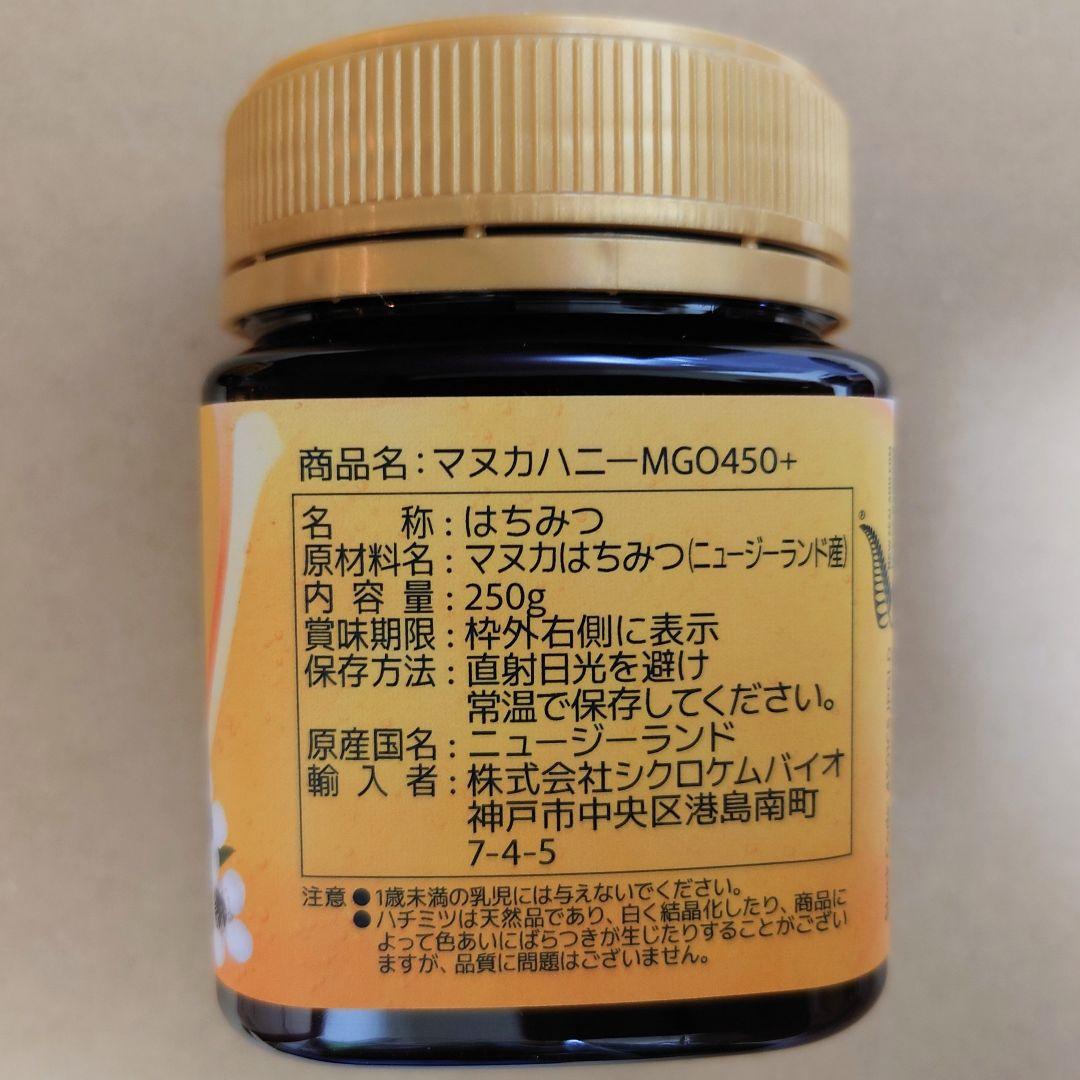 商品名：マヌカハニーMGO450+
名称：はちみつ
原材料名：マヌカはちみつ(ニュージーランド産)
内容量：250g
賞味期限：枠外右側に表示
保存方法：直射日光を避け
常温で保存してください。
原産国名：ニュージーランド
輸入者：株式会社シクロケムバイオ
神戸市中央区港島南町
7-4-5
注意●1歳未満の乳児には与えないでください。
●ハチミツは天然品であり、白く結晶化したり、商品に
よって色あいにばらつきが生じたりすることがござい
ますが、品質に問題はございません。